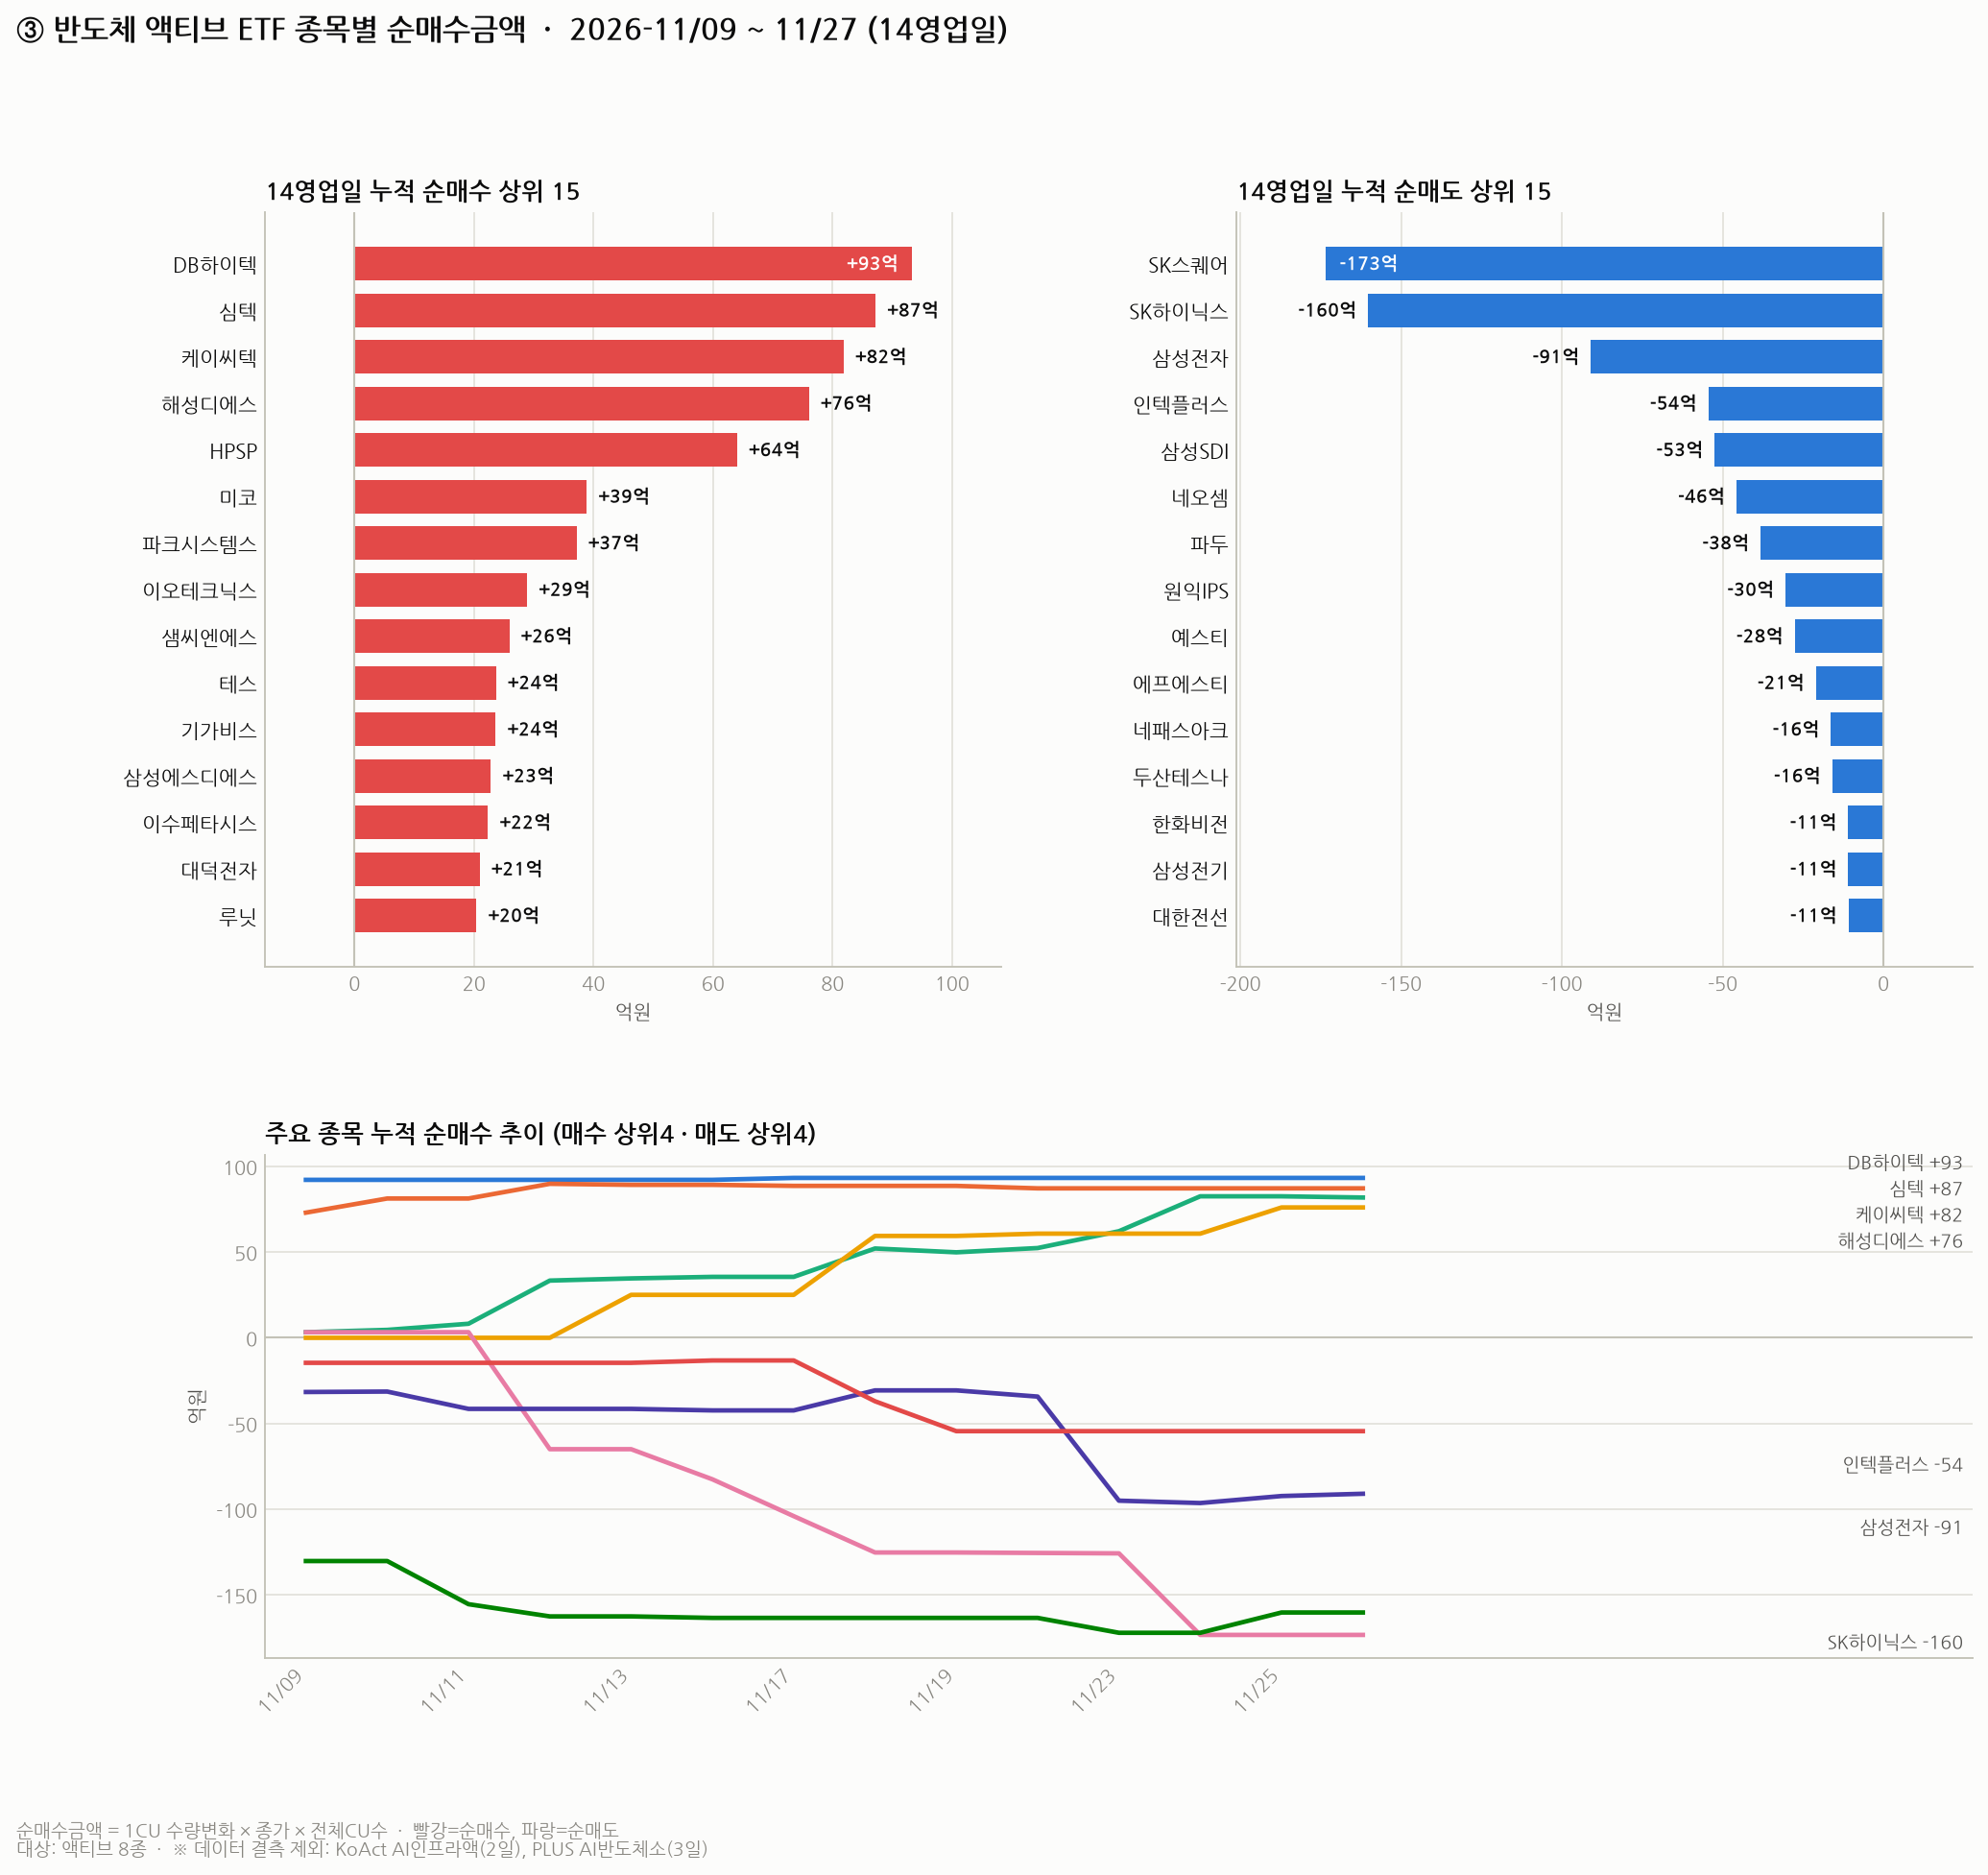 ③ 반도체 액티브 ETF 종목별 순매수금액 · 2026-11/09 ~ 11/27 (14영업일)
14영업일 누적 순매수 상위 15
DB하이텍 +93억
심텍 +87억
케이씨텍 +82억
해성디에스 +76억
HPSP +64억
미코 +39억
파크시스템스 +37억
이오테크닉스 +29억
샘씨엔에스 +26억
테스 +24억
기가비스 +24억
삼성에스디에스 +23억
이수페타시스 +22억
대덕전자 +21억
루닛 +20억
0 20 40 60 80 100
억원
14영업일 누적 순매도 상위 15
SK스퀘어 -173억
SK하이닉스 -160억
삼성전자 -91억
인텍플러스 -54억
삼성SDI -53억
네오셈 -46억
파두 -38억
원익IPS -30억
예스티 -28억
에프에스티 -21억
네패스아크 -16억
두산테스나 -16억
한화비전 -11억
삼성전기 -11억
대한전선 -11억
-200 -150 -100 -50 0
억원
주요 종목 누적 순매수 추이 (매수 상위4 · 매도 상위4)
억원
100
50
0
-50
-100
-150
DB하이텍 +93
심텍 +87
케이씨텍 +82
해성디에스 +76
인텍플러스 -54
삼성전자 -91
SK하이닉스 -160
11/09 11/11 11/13 11/17 11/19 11/23 11/25
순매수금액 = 1CU 수량변화 × 종가 × 전체CU수 · 빨강=순매수, 파랑=순매도
대상: 액티브 8종 · ※ 데이터 결측 제외: KoAct AI인프라액(2일), PLUS AI반도체소(3일)